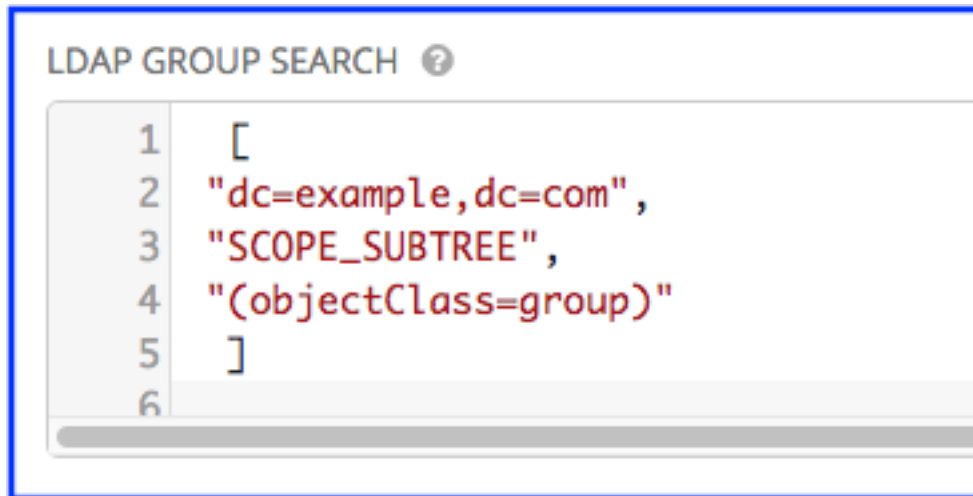 LDAP GROUP SEARCH ?
1 [
2 "dc=example,dc=com",
3 "SCOPE_SUBTREE",
4 "(objectClass=group)"
5 ]
6